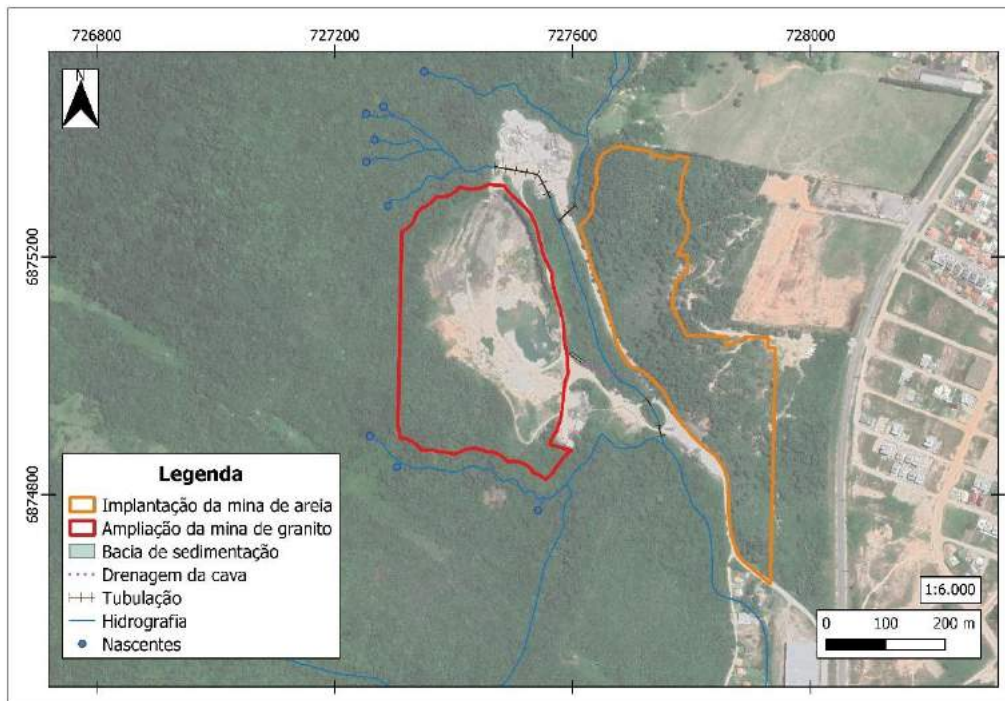 726800 727200 727600 728000
N
6875200
6874800
Legenda
Implantação da mina de areia
Ampliação da mina de granito
Bacia de sedimentação
Drenagem da cava
Tubulação
Hidrografia
Nascentes
1:6.000
0 100 200 m